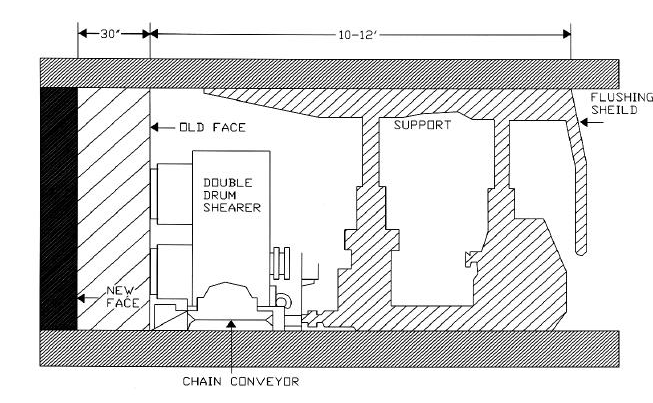 30"
10-12'
FLUSHING
SHEILD
OLD FACE
SUPPORT
DOUBLE
DRUM
SHEARER
NEW
FACE
CHAIN CONVEYOR